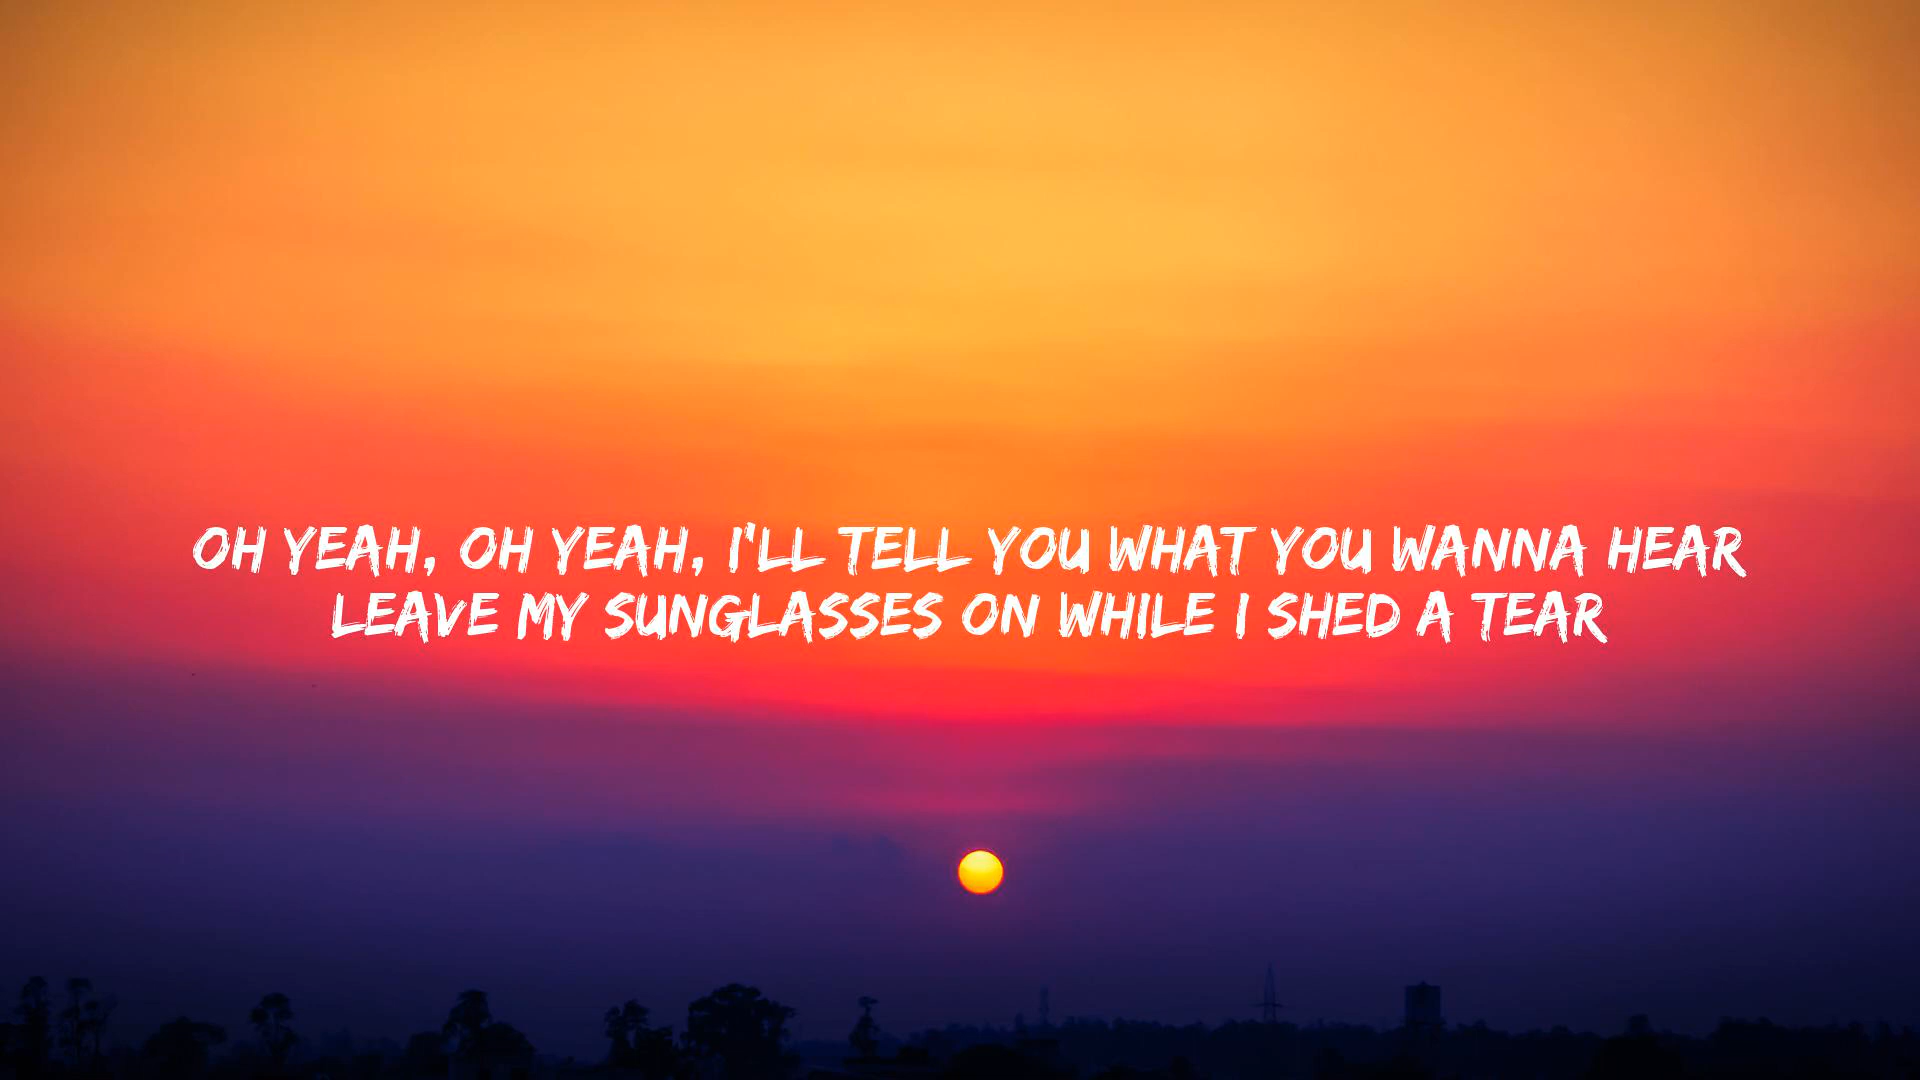 OH YEAH, OH YEAH, I'LL TELL YOU WHAT YOU WANNA HEAR
LEAVE MY SUNGLASSES ON WHILE I SHED A TEAR